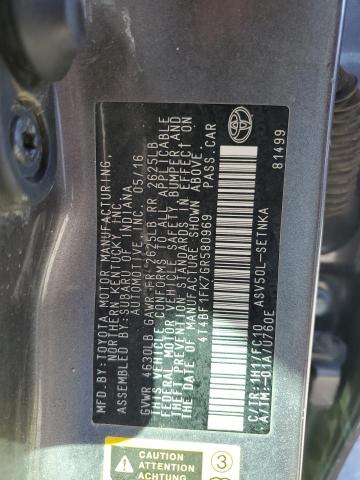 MFD.BY: TOYOTA MOTOR MANUFACTURING,
NORTHERN KENTUCKY, INC.
ASSEMBLED BY: SUBARU OF INDIANA
AUTOMOTIVE, INC. 05/16
GVWR 4630LB GAWR-FR 2625LB RR 2625LB
THIS VEHICLE CONFORMS TO ALL APPLICABLE
FEDERAL MOTOR VEHICLE SAFETY, BUMPER, AND
THEFT PREVENTION STANDARDS IN EFFECT ON
THE DATE OF MANUFACTURE SHOWN ABOVE.
4T4BF1FK7GR580969 PASS.CAR
C/TR:1H1/FC10 ASV50L-SETNKA
A/TM:-01A/U760E 81499
TOYOTA
CAUTION
ATTENTION
ACHTUNG
3